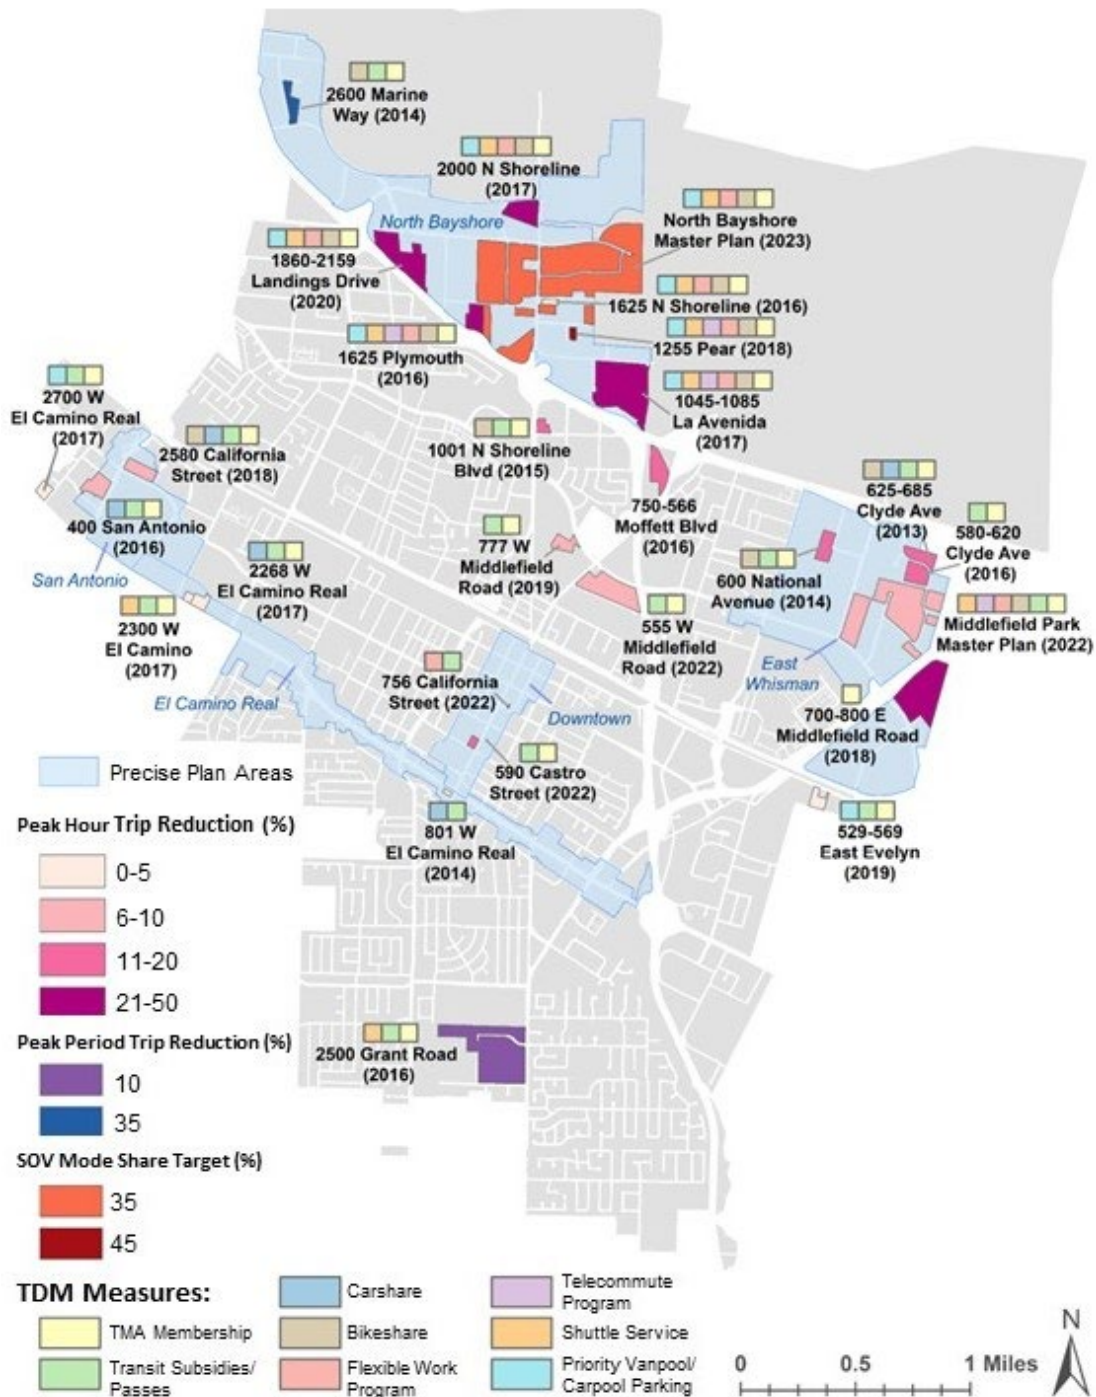 2600 Marine
Way (2014)
2000 N Shoreline
(2017)
North Bayshore
North Bayshore
Master Plan (2023)
1860-2159
Landings Drive
(2020)
1625 N Shoreline (2016)
1625 Plymouth
(2016)
1255 Pear (2018)
2700 W
El Camino Real
(2017)
1045-1085
La Avenida
(2017)
2580 California
Street (2018)
1001 N Shoreline
Blvd (2015)
625-685
Clyde Ave
(2013)
750-566
Moffett Blvd
(2016)
400 San Antonio
(2016)
580-620
Clyde Ave
(2016)
777 W
Middlefield
Road (2019)
San Antonio
2268 W
El Camino Real
(2017)
600 National
Avenue (2014)
2300 W
El Camino
(2017)
555 W
Middlefield
Road (2022)
Middlefield Park
Master Plan (2022)
East
Whisman
756 California
Street (2022)
El Camino Real
Downtown
700-800 E
Middlefield Road
(2018)
590 Castro
Street (2022)
801 W
El Camino Real
(2014)
529-569
East Evelyn
(2019)
2500 Grant Road
(2016)
Precise Plan Areas
Peak Hour Trip Reduction (%)
0-5
6-10
11-20
21-50
Peak Period Trip Reduction (%)
10
35
SOV Mode Share Target (%)
35
45
TDM Measures:
TMA Membership
Transit Subsidies/
Passes
Carshare
Bikeshare
Flexible Work
Program
Telecommute
Program
Shuttle Service
Priority Vanpool/
Carpool Parking
N
0 0.5 1 Miles